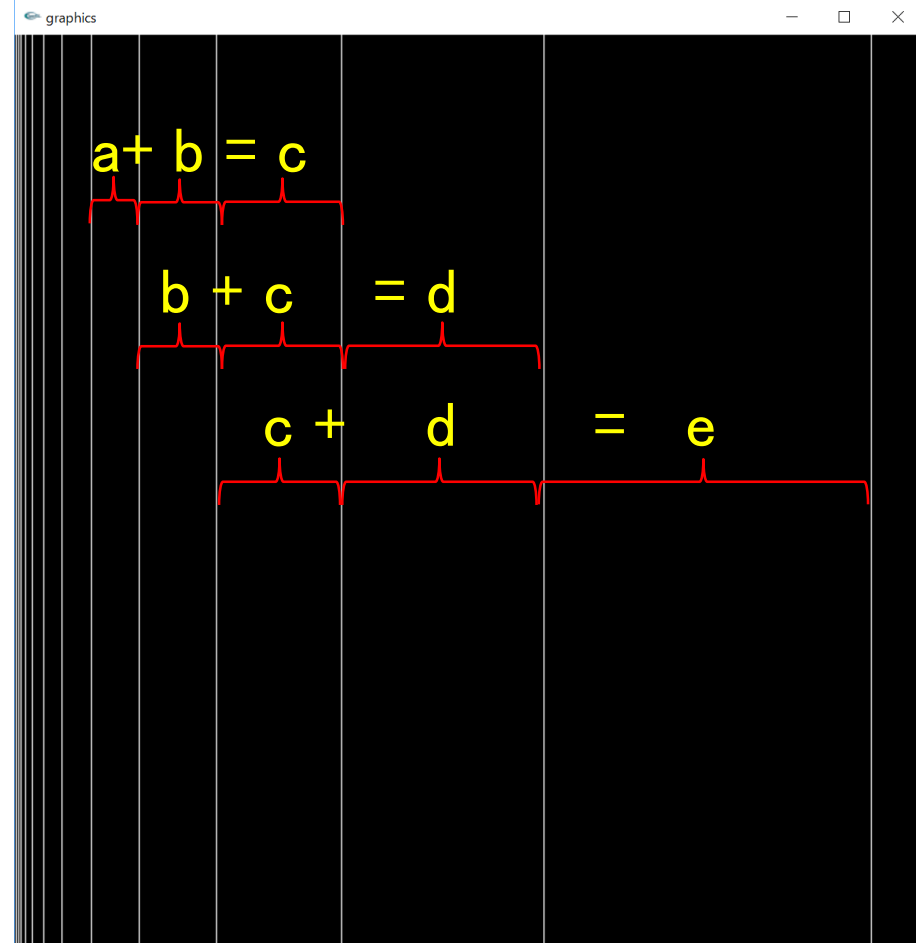 graphics
a+ b = c
b + c = d
c + d = e